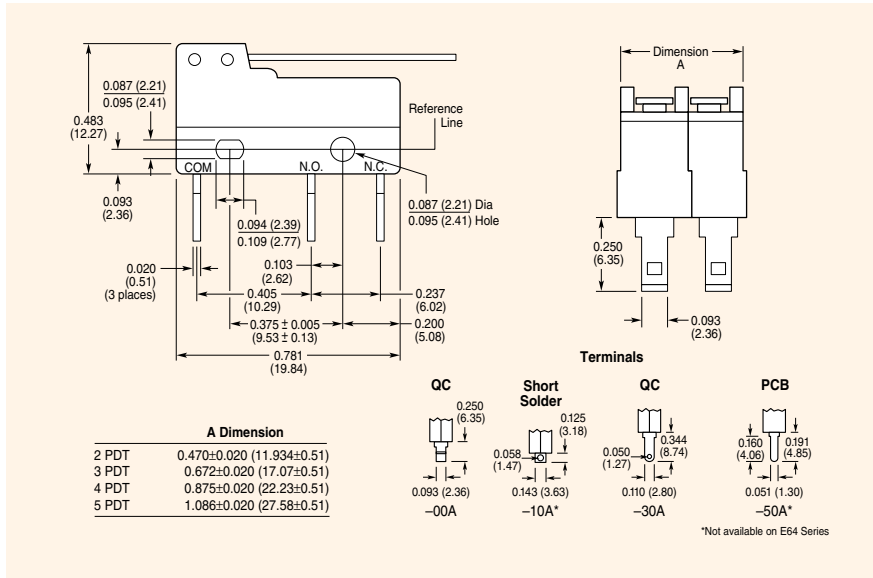 0.483
(12.27)
0.087 (2.21)
0.095 (2.41)
0.093
(2.36)
COM
N.O.
N.C.
Reference
Line
0.087 (2.21) Dia
0.095 (2.41) Hole
0.094 (2.39)
0.109 (2.77)
0.020
(0.51)
(3 places)
0.103
(2.62)
0.405
(10.29)
0.237
(6.02)
0.375 ± 0.005
(9.53 ± 0.13)
0.200
(5.08)
0.781
(19.84)
Dimension
A
0.250
(6.35)
0.093
(2.36)
A Dimension
2 PDT 0.470±0.020 (11.934±0.51)
3 PDT 0.672±0.020 (17.07±0.51)
4 PDT 0.875±0.020 (22.23±0.51)
5 PDT 1.086±0.020 (27.58±0.51)
Terminals
QC
0.250
(6.35)
0.093 (2.36)
–00A
Short
Solder
0.125
(3.18)
0.058
(1.47)
0.143 (3.63)
–10A*
QC
0.344
(8.74)
0.050
(1.27)
0.110 (2.80)
–30A
PCB
0.160
(4.06)
0.191
(4.85)
0.051 (1.30)
–50A*
*Not available on E64 Series